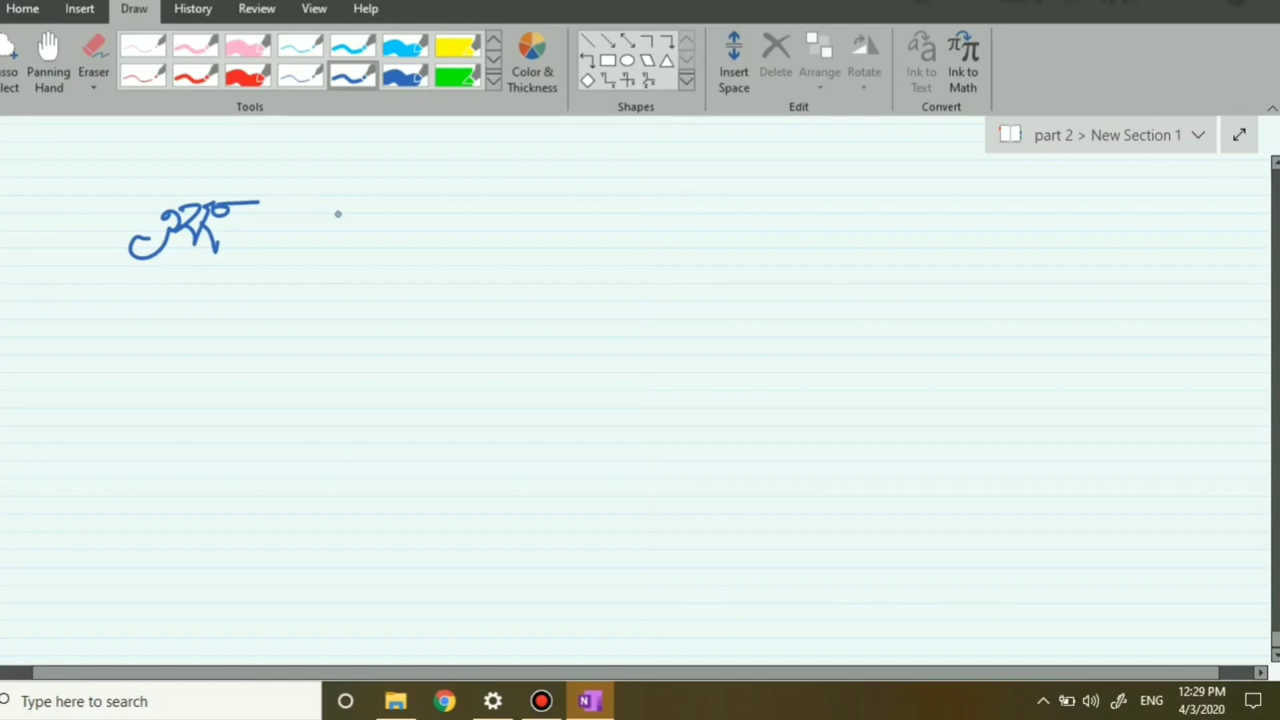 Home Insert Draw History Review View Help
asso Panning Eraser Color & Insert Delete Arrange Rotate Ink to Ink to
elect Hand Thickness Space Text Math
Tools Shapes Edit Convert
part 2 > New Section 1
Type here to search ENG 12:29 PM
4/3/2020